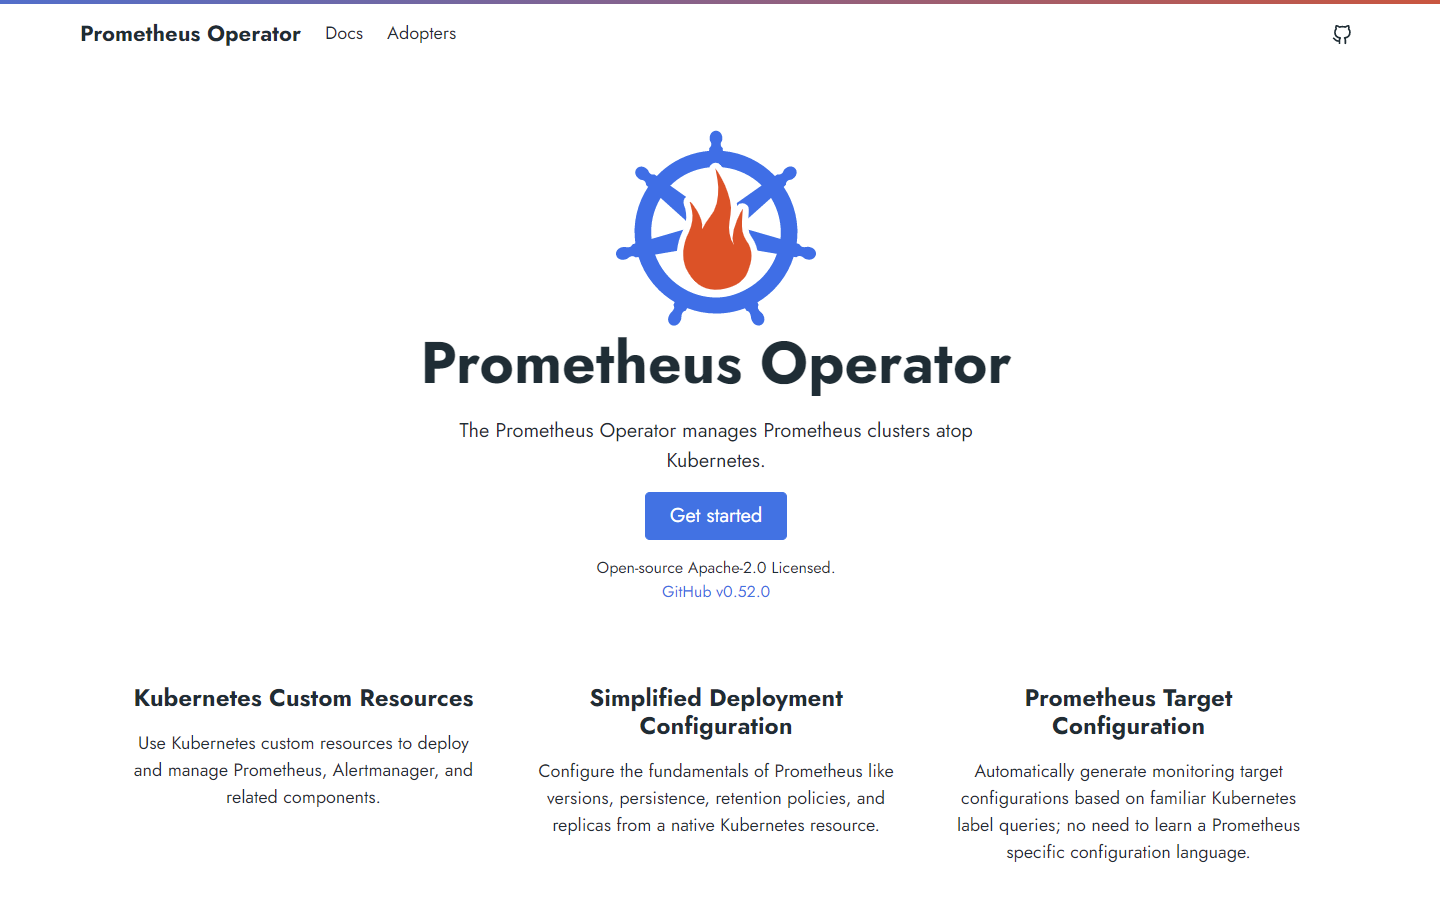 Prometheus Operator Docs Adopters
Prometheus Operator
The Prometheus Operator manages Prometheus clusters atop
Kubernetes.
Get started
Open-source Apache-2.0 Licensed.
GitHub v0.52.0
Kubernetes Custom Resources
Use Kubernetes custom resources to deploy
and manage Prometheus, Alertmanager, and
related components.
Simplified Deployment
Configuration
Configure the fundamentals of Prometheus like
versions, persistence, retention policies, and
replicas from a native Kubernetes resource.
Prometheus Target
Configuration
Automatically generate monitoring target
configurations based on familiar Kubernetes
label queries; no need to learn a Prometheus
specific configuration language.